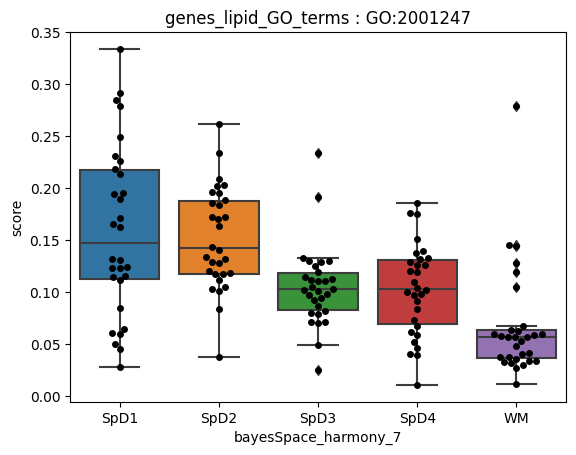 genes_lipid_GO_terms : GO:2001247
0.35
0.30
0.25
0.20
0.15
0.10
0.05
0.00
score
SpD1 SpD2 SpD3 SpD4 WM
bayesSpace_harmony_7